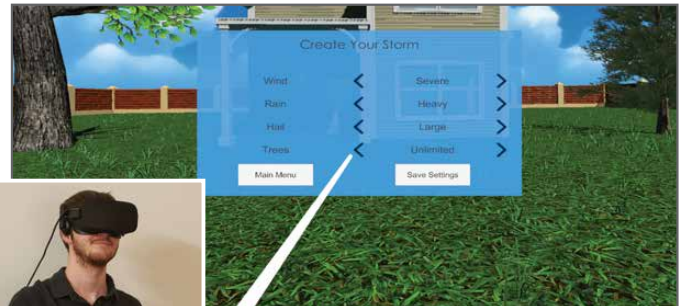 Create Your Storm
Wind < Severe >
Rain < Heavy >
Hail < Large >
Trees < Unlimited >
Main Menu Save Settings